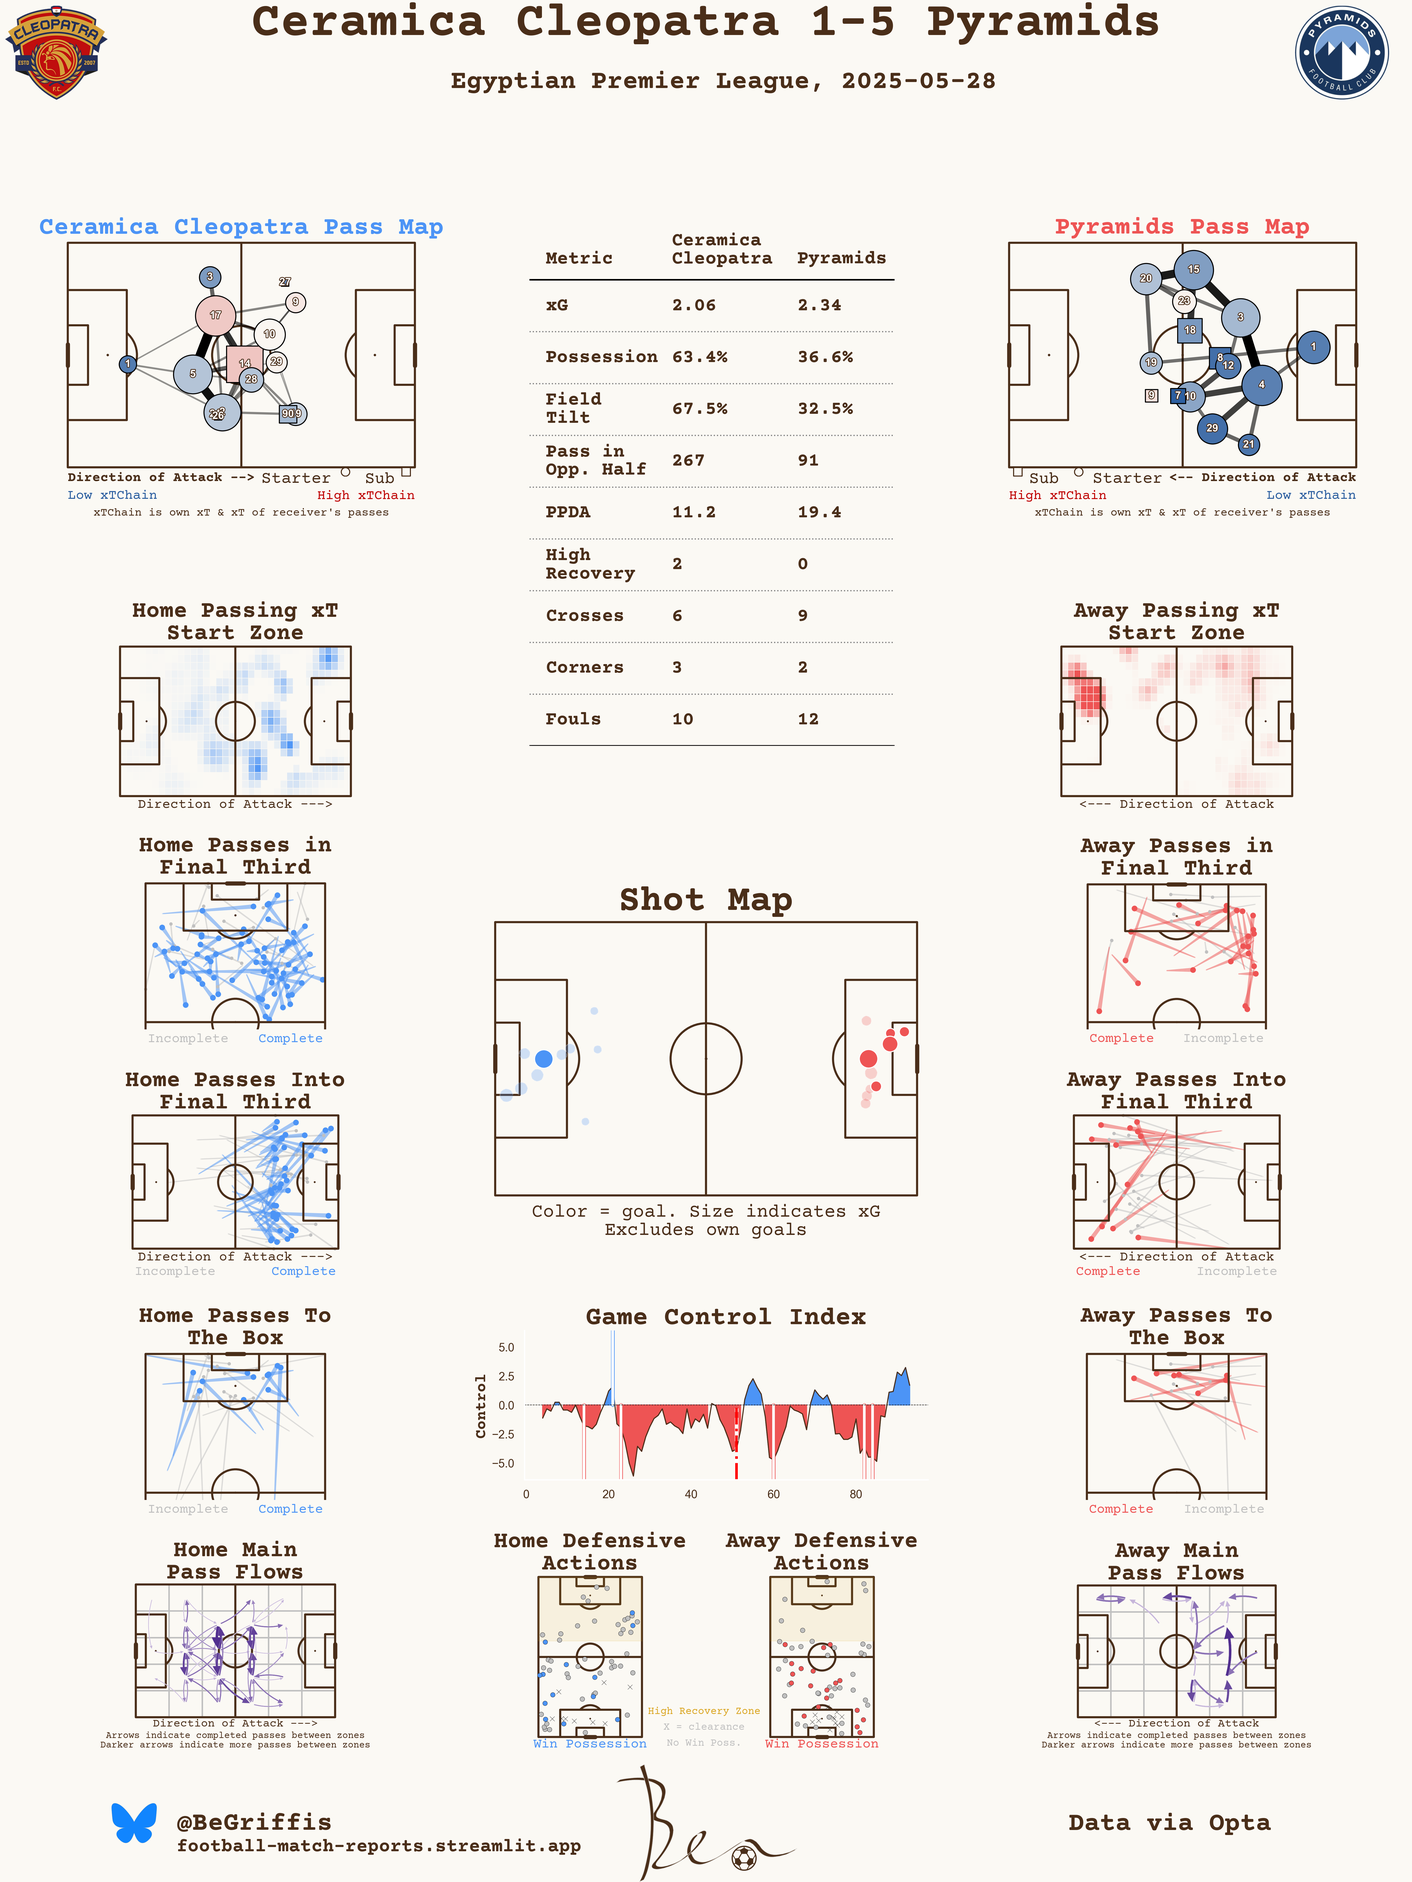 Ceramica Cleopatra 1-5 Pyramids
Egyptian Premier League, 2025-05-28
CLEOPATRA
ESTD 2007
F.C.
PYRAMIDS
FOOTBALL CLUB
Ceramica Cleopatra Pass Map
1
3
17
5
14
10
29
28
9
27
26
90
9
Direction of Attack --> Starter Sub
Low xTChain High xTChain
xTChain is own xT & xT of receiver's passes
Metric Ceramica Cleopatra Pyramids
xG 2.06 2.34
Possession 63.4% 36.6%
Field Tilt 67.5% 32.5%
Pass in Opp. Half 267 91
PPDA 11.2 19.4
High Recovery 2 0
Crosses 6 9
Corners 3 2
Fouls 10 12
Pyramids Pass Map
20
15
23
3
18
1
19
8
12
4
9
7
10
29
21
Sub Starter <-- Direction of Attack
High xTChain Low xTChain
xTChain is own xT & xT of receiver's passes
Home Passing xT
Start Zone
Direction of Attack --->
Away Passing xT
Start Zone
<--- Direction of Attack
Home Passes in
Final Third
Incomplete Complete
Away Passes in
Final Third
Complete Incomplete
Shot Map
Color = goal. Size indicates xG
Excludes own goals
Home Passes Into
Final Third
Direction of Attack --->
Incomplete Complete
Away Passes Into
Final Third
<--- Direction of Attack
Complete Incomplete
Home Passes To
The Box
Incomplete Complete
Game Control Index
Control
5.0
2.5
0.0
−2.5
−5.0
0 20 40 60 80
Away Passes To
The Box
Complete Incomplete
Home Main
Pass Flows
Direction of Attack --->
Arrows indicate completed passes between zones
Darker arrows indicate more passes between zones
Home Defensive
Actions
Win Possession
High Recovery Zone
X = clearance
No Win Poss.
Away Defensive
Actions
Win Possession
Away Main
Pass Flows
<--- Direction of Attack
Arrows indicate completed passes between zones
Darker arrows indicate more passes between zones
@BeGriffis
football-match-reports.streamlit.app
Ben
Data via Opta